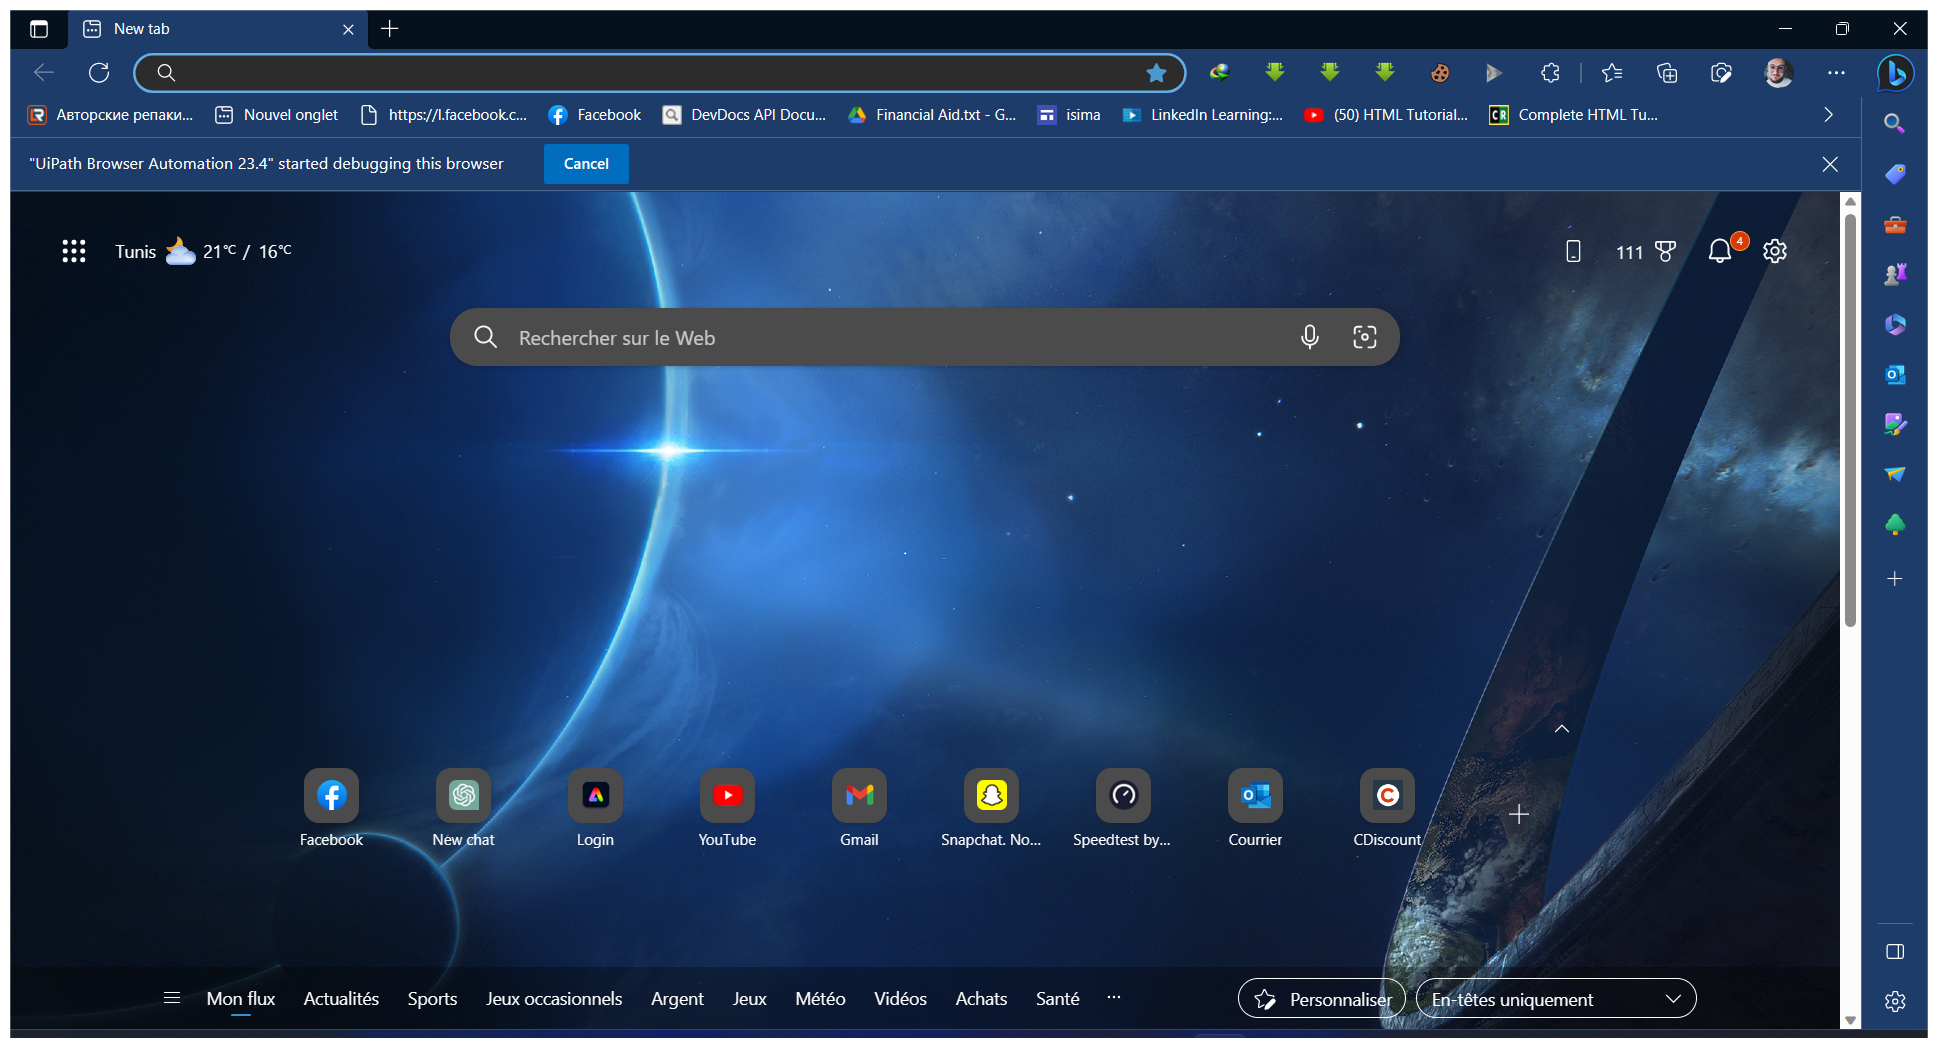 New tab
Авторские репаки...
Nouvel onglet
https://l.facebook.c...
Facebook
DevDocs API Docu...
Financial Aid.txt - G...
isima
LinkedIn Learning:...
(50) HTML Tutorial...
CR
Complete HTML Tu...
"UiPath Browser Automation 23.4" started debugging this browser
Cancel
Tunis 21°C / 16°C
111
4
Rechercher sur le Web
Facebook
New chat
Login
YouTube
Gmail
Snapchat. No...
Speedtest by...
Courrier
CDiscount
Mon flux
Actualités
Sports
Jeux occasionnels
Argent
Jeux
Météo
Vidéos
Achats
Santé
Personnaliser
En-têtes uniquement